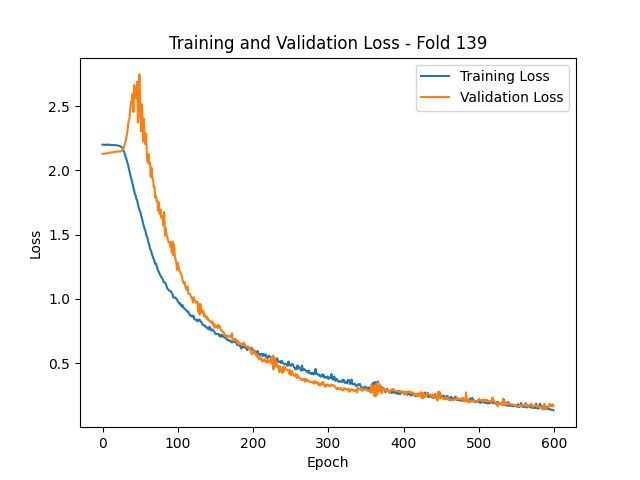 Training and Validation Loss - Fold 139
Training Loss
Validation Loss
Loss
2.5
2.0
1.5
1.0
0.5
0
100
200
300
400
500
600
Epoch